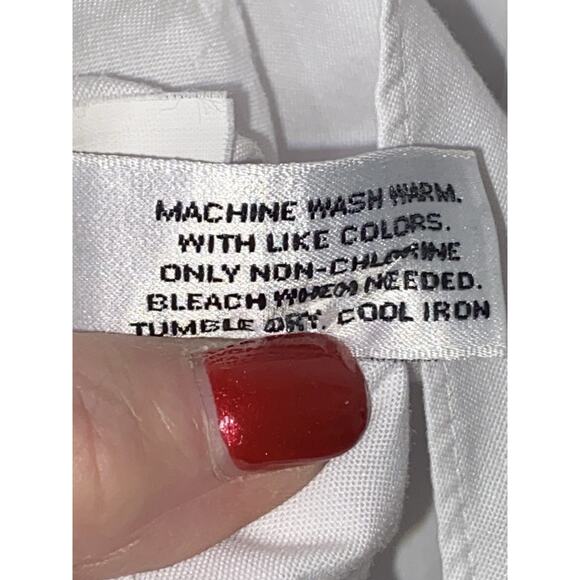 MACHINE WASH WARM.
WITH LIKE COLORS.
ONLY NON-CHLORINE
BLEACH WHEN NEEDED.
TUMBLE DRY. COOL IRON